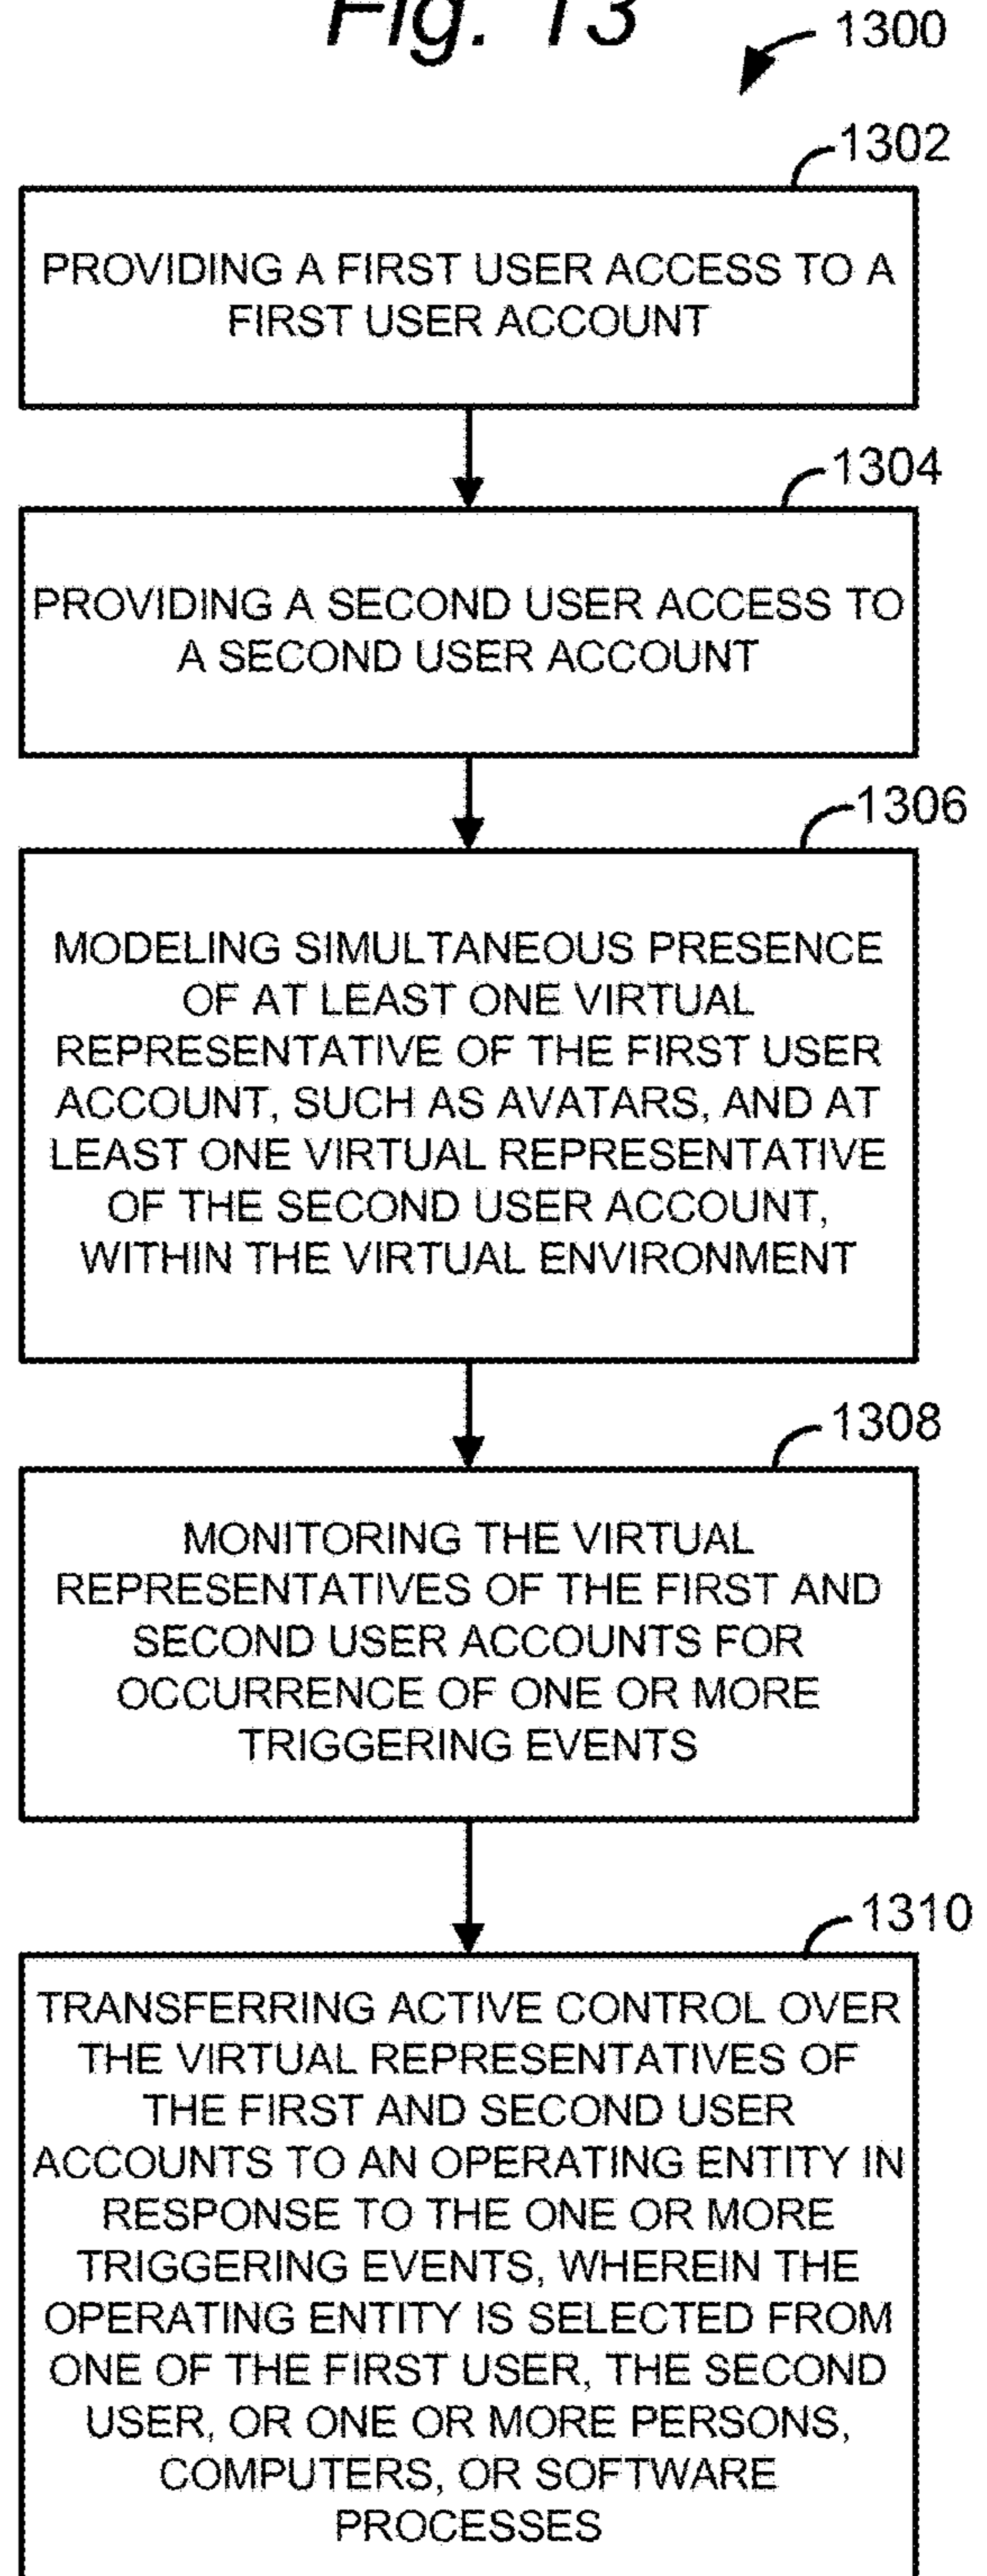 Fig. 13
1300
1302
PROVIDING A FIRST USER ACCESS TO A
FIRST USER ACCOUNT
1304
PROVIDING A SECOND USER ACCESS TO
A SECOND USER ACCOUNT
1306
MODELING SIMULTANEOUS PRESENCE
OF AT LEAST ONE VIRTUAL
REPRESENTATIVE OF THE FIRST USER
ACCOUNT, SUCH AS AVATARS, AND AT
LEAST ONE VIRTUAL REPRESENTATIVE
OF THE SECOND USER ACCOUNT,
WITHIN THE VIRTUAL ENVIRONMENT
1308
MONITORING THE VIRTUAL
REPRESENTATIVES OF THE FIRST AND
SECOND USER ACCOUNTS FOR
OCCURRENCE OF ONE OR MORE
TRIGGERING EVENTS
1310
TRANSFERRING ACTIVE CONTROL OVER
THE VIRTUAL REPRESENTATIVES OF
THE FIRST AND SECOND USER
ACCOUNTS TO AN OPERATING ENTITY IN
RESPONSE TO THE ONE OR MORE
TRIGGERING EVENTS, WHEREIN THE
OPERATING ENTITY IS SELECTED FROM
ONE OF THE FIRST USER, THE SECOND
USER, OR ONE OR MORE PERSONS,
COMPUTERS, OR SOFTWARE
PROCESSES